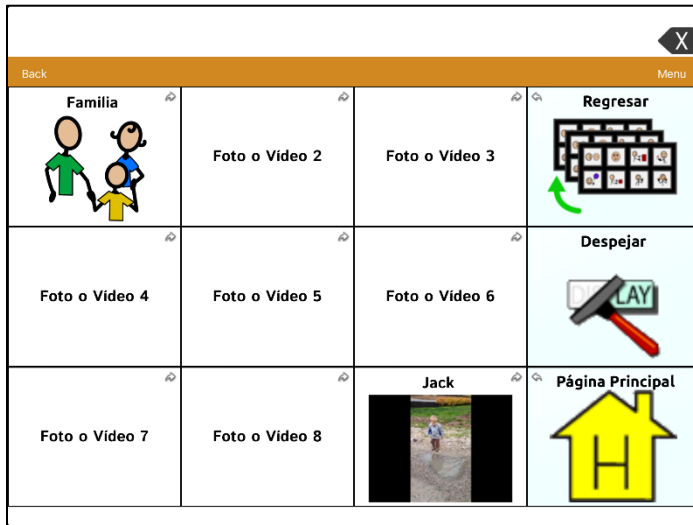 X
Back
Menu
Familia
Foto o Vídeo 2
Foto o Vídeo 3
Regresar
Foto o Vídeo 4
Foto o Vídeo 5
Foto o Vídeo 6
Despejar
DISPLAY
Foto o Vídeo 7
Foto o Vídeo 8
Jack
Página Principal
H